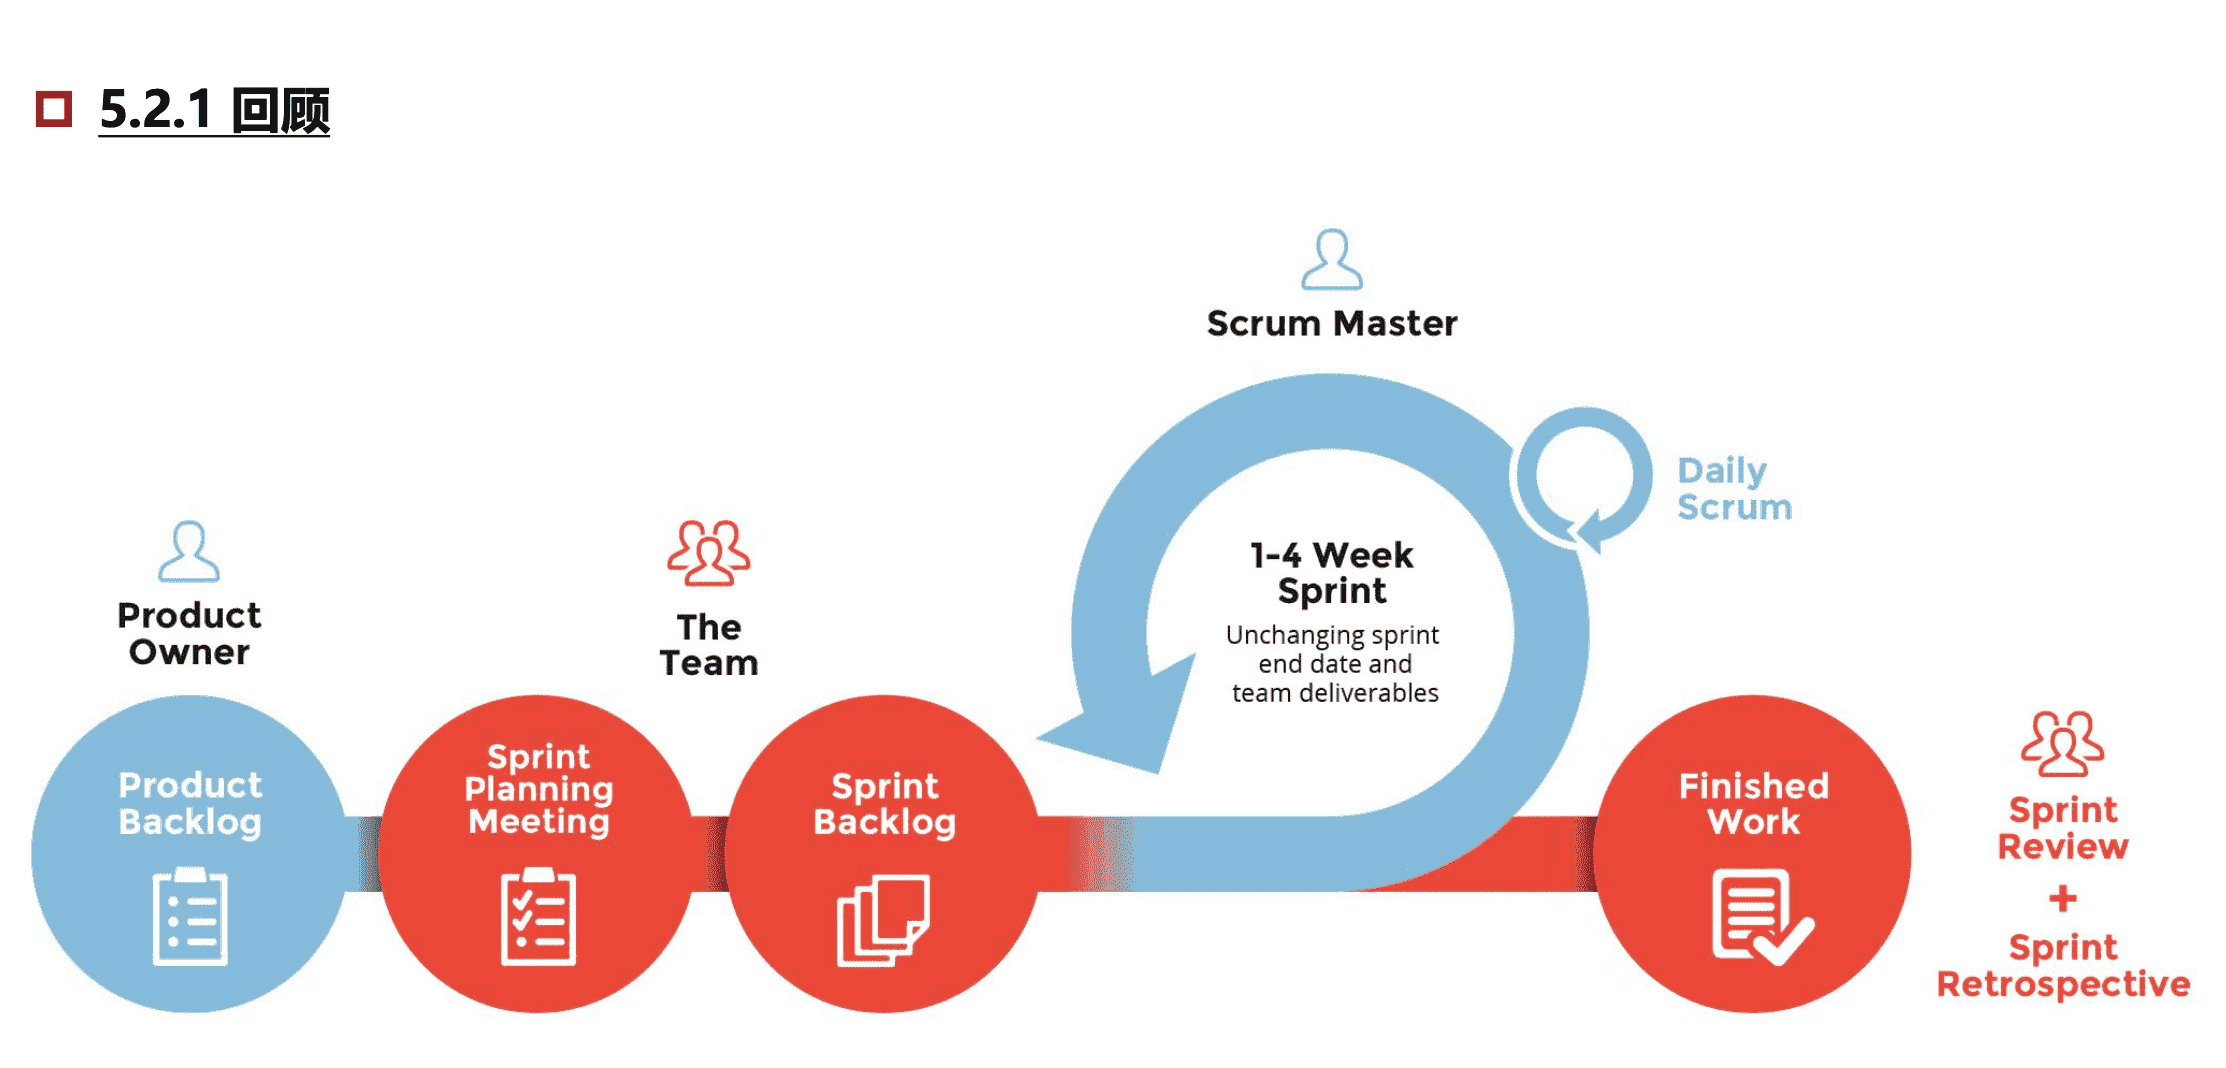 5.2.1 回顾
Scrum Master
Daily
Scrum
1-4 Week
Sprint
Unchanging sprint
end date and
team deliverables
Product
Owner
The
Team
Product
Backlog
Sprint
Planning
Meeting
Sprint
Backlog
Finished
Work
Sprint
Review
+
Sprint
Retrospective